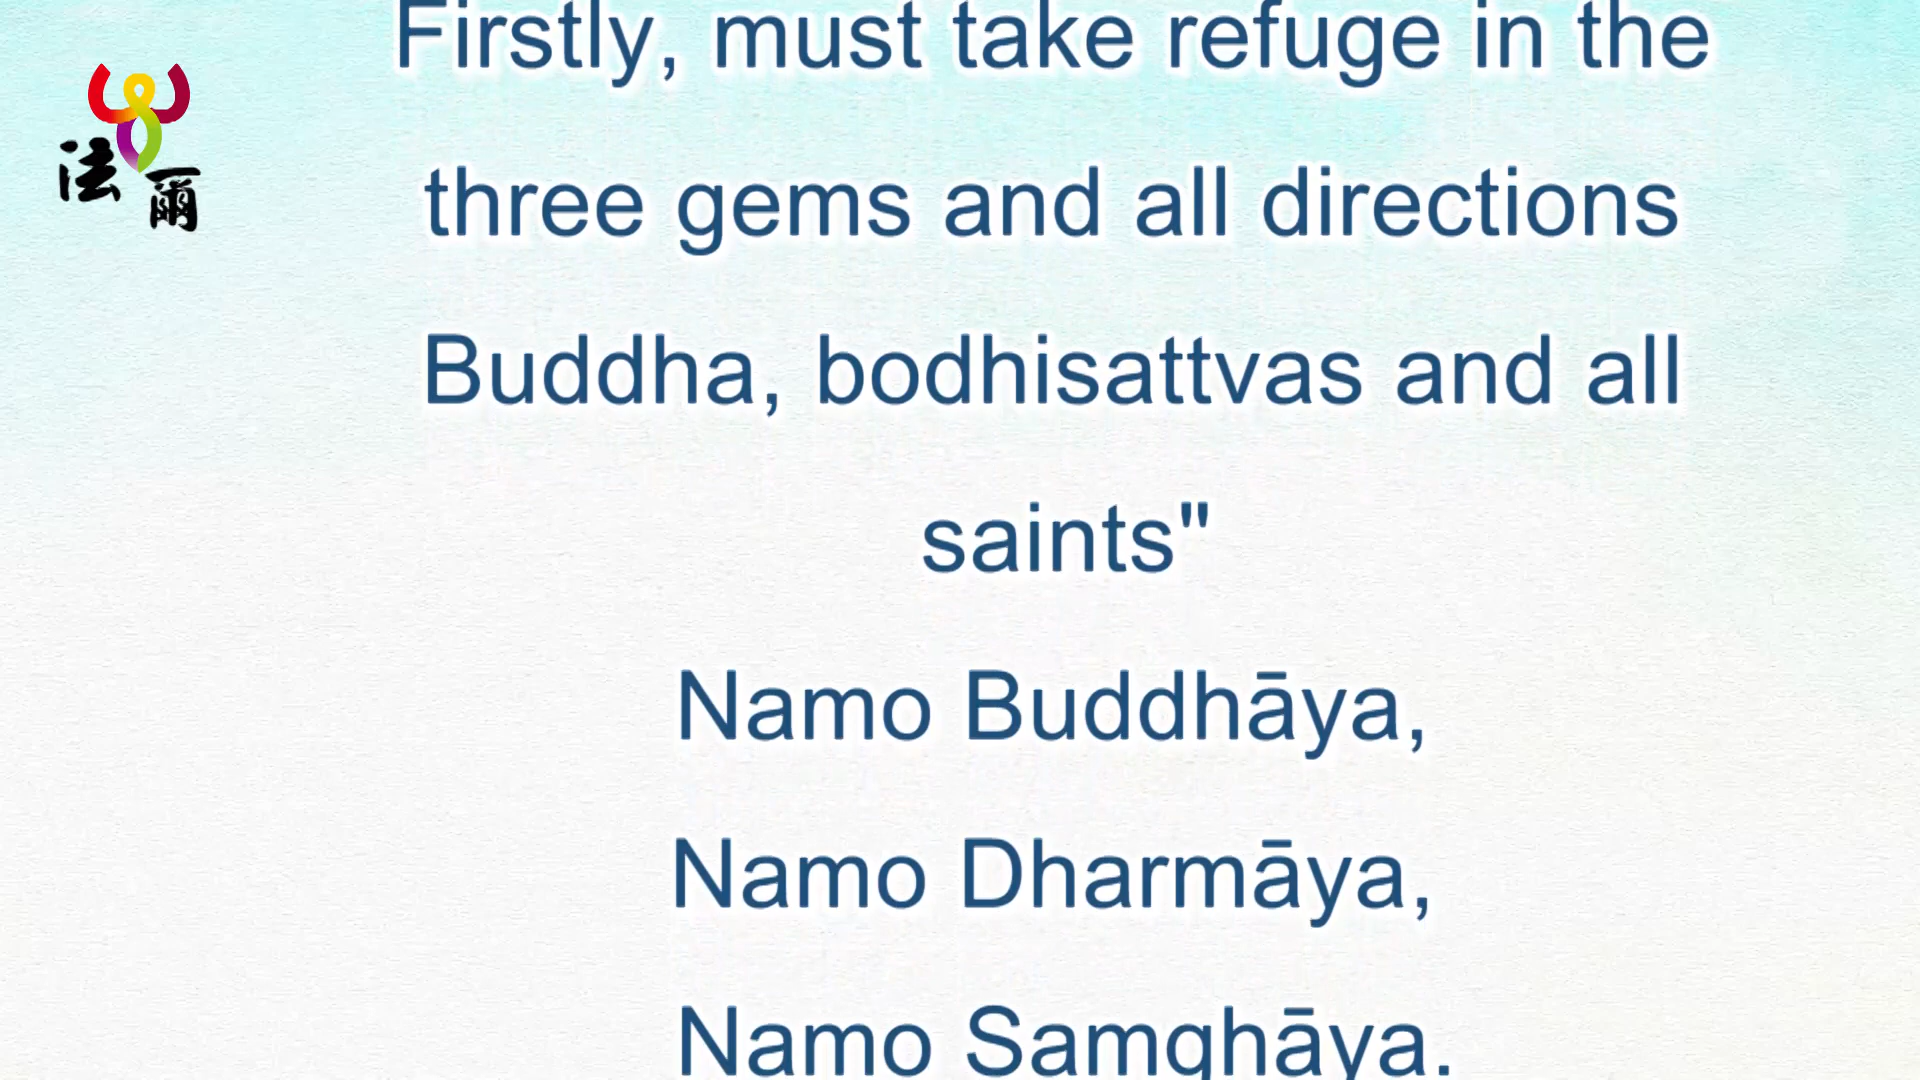 Firstly, must take refuge in the
three gems and all directions
Buddha, bodhisattvas and all
saints"
Namo Buddhāya,
Namo Dharmāya,
Namo Samghāya.
法爾